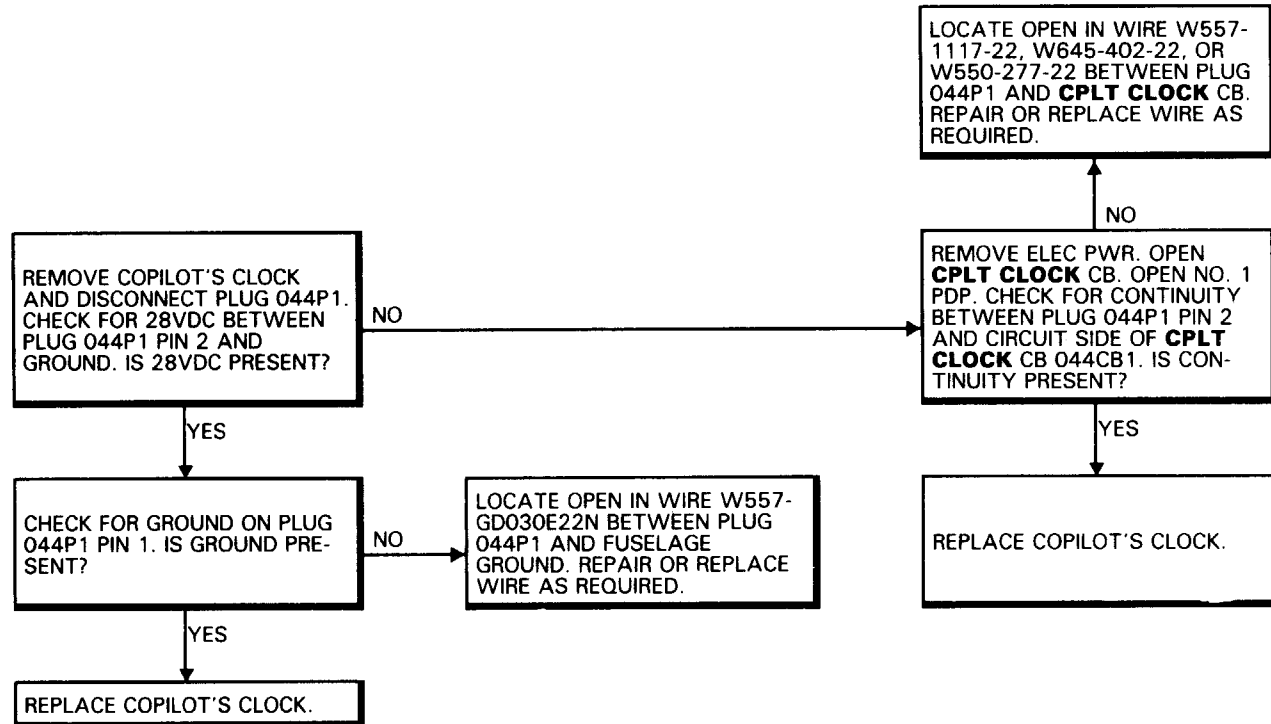 LOCATE OPEN IN WIRE W557-
1117-22, W645-402-22, OR
W550-277-22 BETWEEN PLUG
044P1 AND CPLT CLOCK CB.
REPAIR OR REPLACE WIRE AS
REQUIRED.
NO
REMOVE COPILOT'S CLOCK
AND DISCONNECT PLUG 044P1.
CHECK FOR 28VDC BETWEEN
PLUG 044P1 PIN 2 AND
GROUND. IS 28VDC PRESENT?
NO
REMOVE ELEC PWR. OPEN
CPLT CLOCK CB. OPEN NO. 1
PDP. CHECK FOR CONTINUITY
BETWEEN PLUG 044P1 PIN 2
AND CIRCUIT SIDE OF CPLT
CLOCK CB 044CB1. IS CON-
TINUITY PRESENT?
YES
YES
CHECK FOR GROUND ON PLUG
044P1 PIN 1. IS GROUND PRE-
SENT?
NO
LOCATE OPEN IN WIRE W557-
GD030E22N BETWEEN PLUG
044P1 AND FUSELAGE
GROUND. REPAIR OR REPLACE
WIRE AS REQUIRED.
REPLACE COPILOT'S CLOCK.
YES
REPLACE COPILOT'S CLOCK.